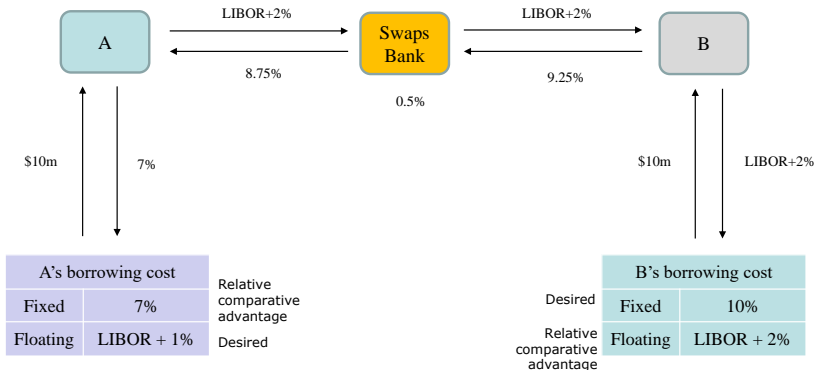 LIBOR+2%
LIBOR+2%
A
Swaps
Bank
B
8.75%
9.25%
0.5%
$10m
7%
$10m
LIBOR+2%
A's borrowing cost
Fixed 7%
Floating LIBOR + 1%
Relative
comparative
advantage
Desired
Desired
Relative
comparative
advantage
B's borrowing cost
Fixed 10%
Floating LIBOR + 2%